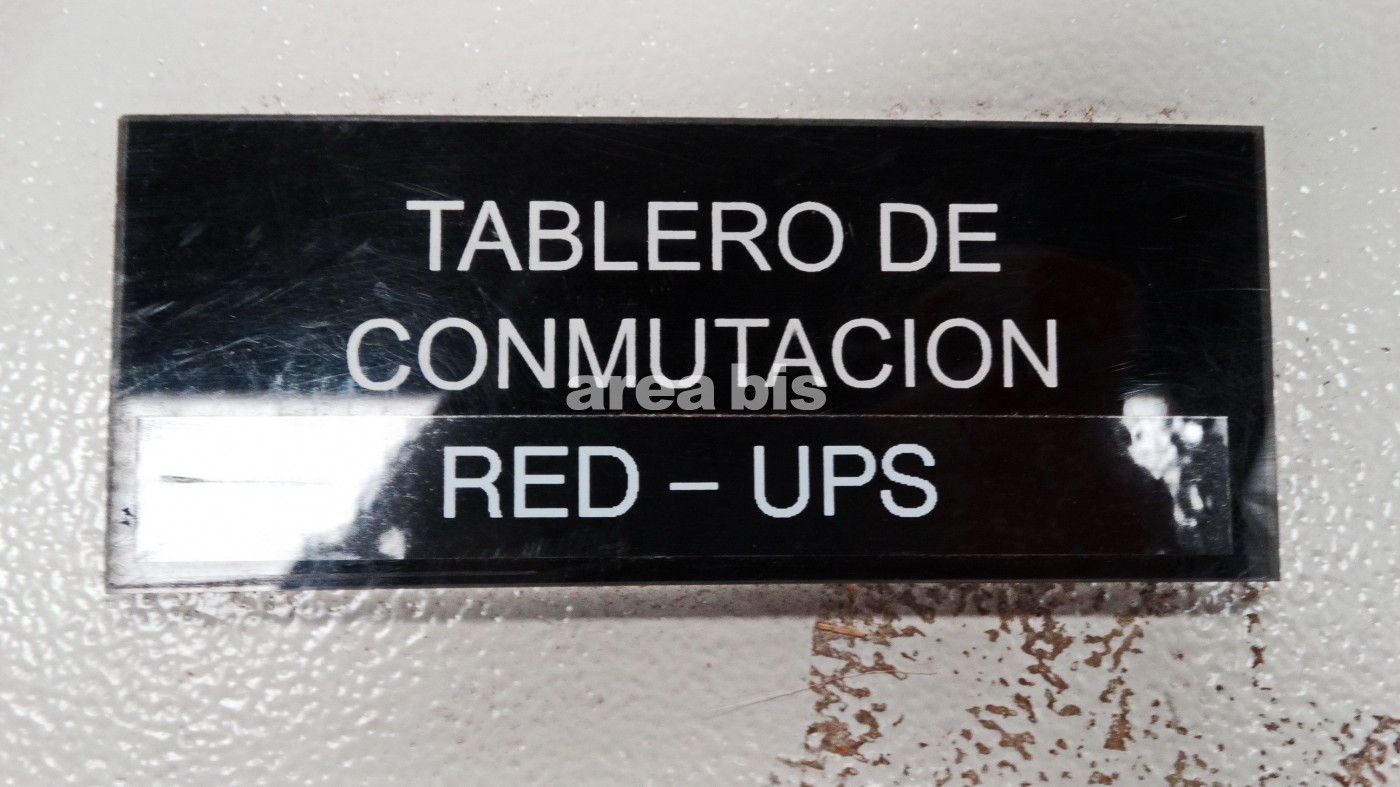 TABLERO DE
CONMUTACION
area bis
RED – UPS